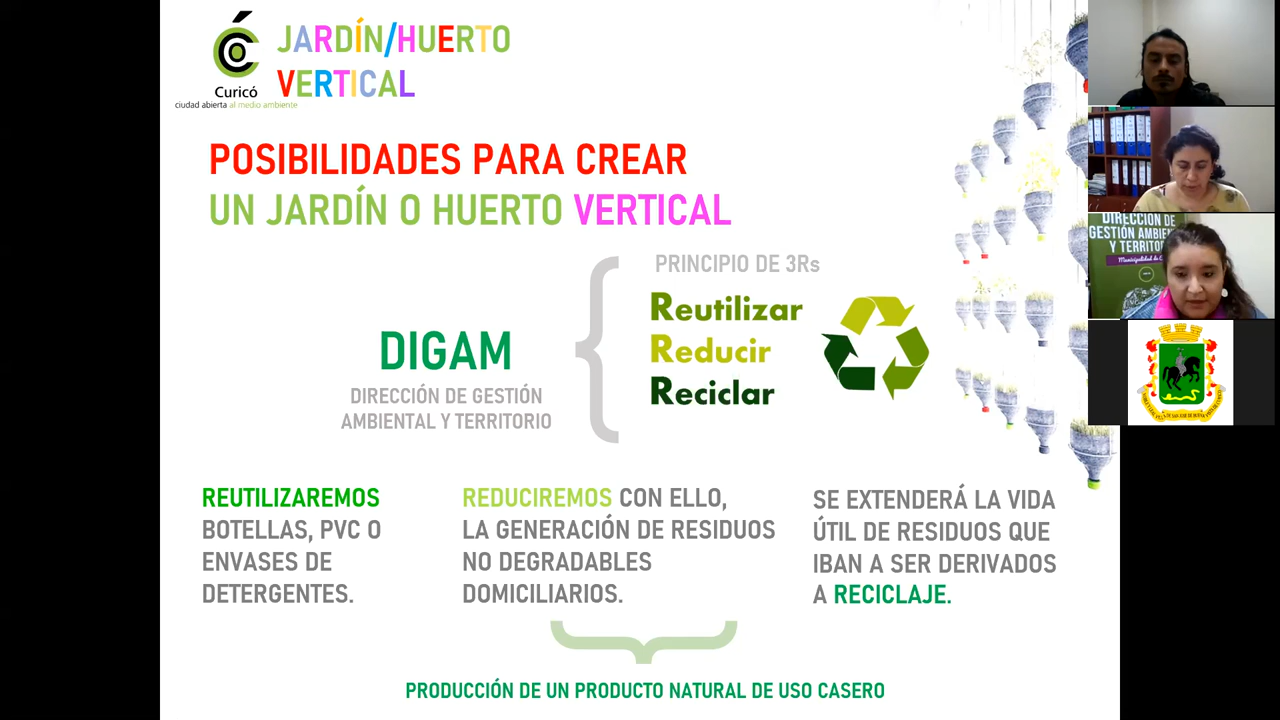 Curicó
ciudad abierta al medio ambiente
JARDÍN/HUERTO
VERTICAL
POSIBILIDADES PARA CREAR
UN JARDÍN O HUERTO VERTICAL
DIGAM
DIRECCIÓN DE GESTIÓN
AMBIENTAL Y TERRITORIO
PRINCIPIO DE 3Rs
Reutilizar
Reducir
Reciclar
REUTILIZAREMOS
BOTELLAS, PVC O
ENVASES DE
DETERGENTES.
REDUCIREMOS CON ELLO,
LA GENERACIÓN DE RESIDUOS
NO DEGRADABLES
DOMICILIARIOS.
SE EXTENDERÁ LA VIDA
ÚTIL DE RESIDUOS QUE
IBAN A SER DERIVADOS
A RECICLAJE.
PRODUCCIÓN DE UN PRODUCTO NATURAL DE USO CASERO
DIRECCIÓN DE
GESTIÓN AMBIEN
Y TERRITO